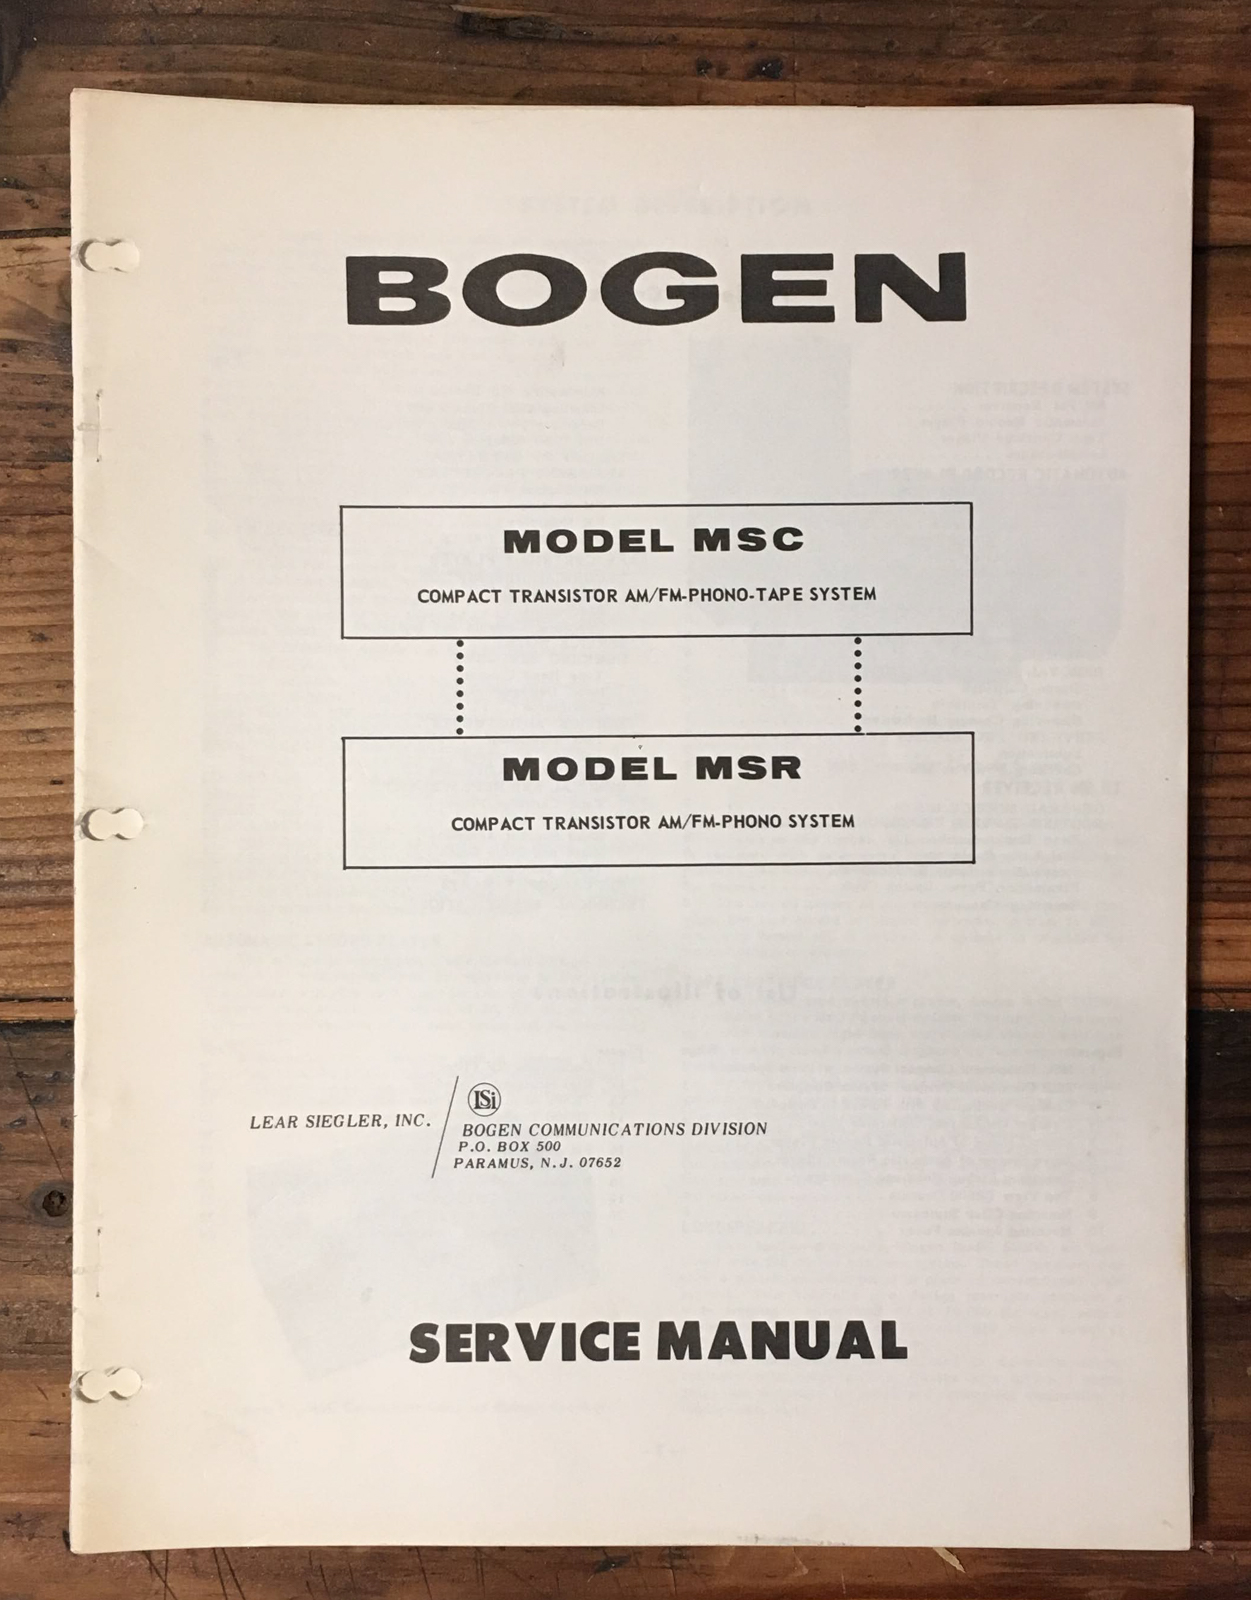 BOGEN
MODEL MSC
COMPACT TRANSISTOR AM/FM-PHONO-TAPE SYSTEM
MODEL MSR
COMPACT TRANSISTOR AM/FM-PHONO SYSTEM
LEAR SIEGLER, INC.
LSi
BOGEN COMMUNICATIONS DIVISION
P.O. BOX 500
PARAMUS, N.J. 07652
SERVICE MANUAL